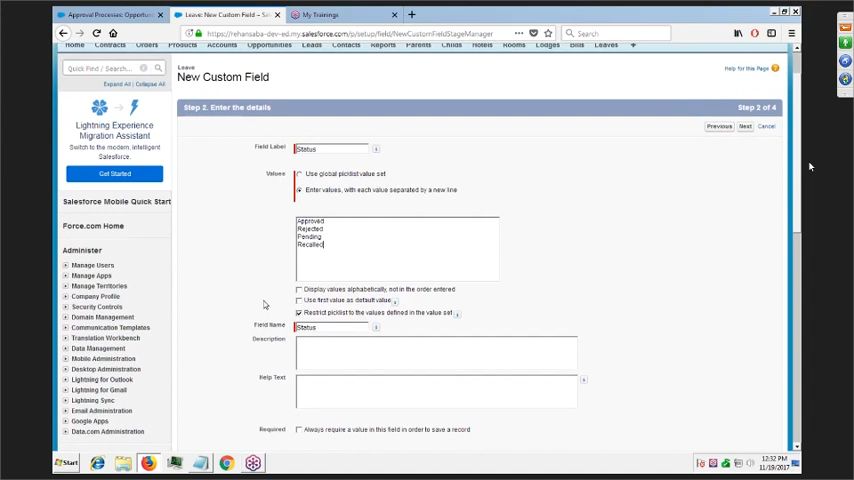 Approval Processes: Opportun
Leave: New Custom Field ~ Sal
My Trainings
https://rehansaba-dev-ed.my.salesforce.com/p/setup/field/NewCustomFieldStageManager
Search
Home Orders Products Accounts Opportunities Leads Contacts Reports Parents Childs Rooms Lodges Bills Leaves
Quick Find / Search...
Expand All | Collapse All
Lightning Experience
Migration Assistant
Switch to the modern, intelligent
Salesforce.
Get Started
Salesforce Mobile Quick Start
Force.com Home
Administer
Manage Users
Manage Apps
Manage Territories
Company Profile
Security Controls
Domain Management
Communication Templates
Translation Workbench
Data Management
Mobile Administration
Desktop Administration
Lightning for Outlook
Lightning for Gmail
Lightning Sync
Email Administration
Google Apps
Data.com Administration
Leave
New Custom Field
Help for this Page
Step 2. Enter the details
Step 2 of 4
Previous Next Cancel
Field Label Status
Values Use global picklist value set
Enter values, with each value separated by a new line
Approved
Rejected
Pending
Recalled
Display values alphabetically, not in the order entered
Use first value as default value
Restrict picklist to the values defined in the value set
Field Name Status
Description
Help Text
Required Always require a value in this field in order to save a record
Start
12:32 PM
11/19/2017